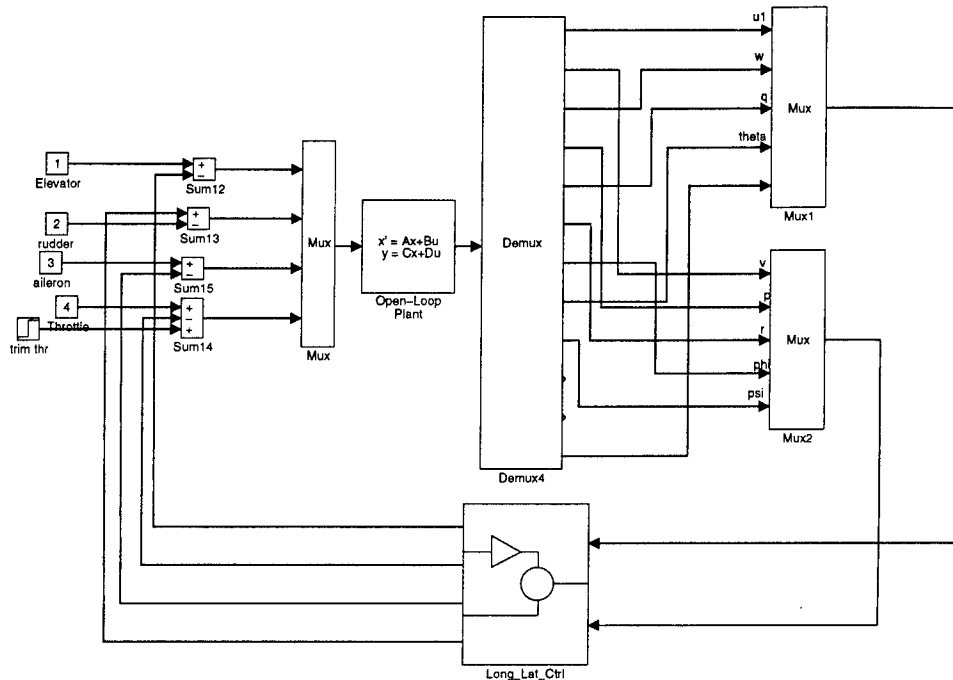 u1
w
q
theta
Mux
Mux1
1
Elevator
+
−
Sum12
2
rudder
+
−
Sum13
3
aileron
+
−
Sum15
4
Throttle
trim thr
+
−
+
Sum14
Mux
Mux
x' = Ax+Bu
y = Cx+Du
Open−Loop
Plant
Demux
Demux4
v
p
r
phi
psi
Mux
Mux2
Long_Lat_Ctrl